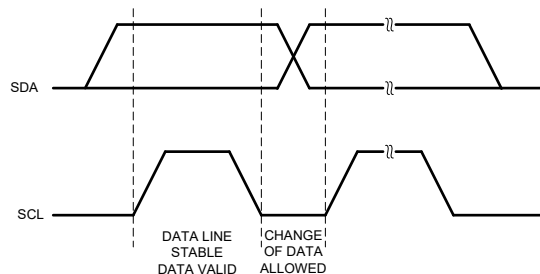 SDA
SCL
DATA LINE
STABLE
DATA VALID
CHANGE
OF DATA
ALLOWED